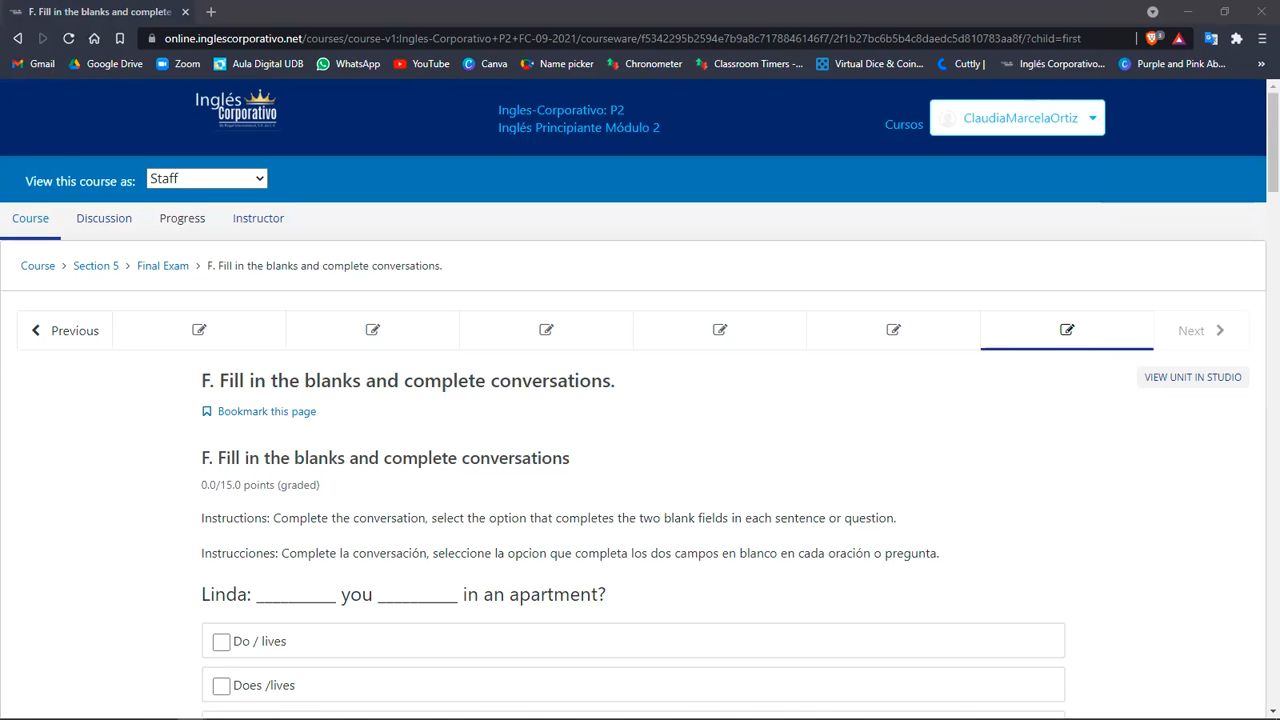 F. Fill in the blanks and complete
online.inglescorporativo.net/courses/course-v1:Ingles-Corporativo+P2+FC-09-2021/courseware/f5342295b2594e7b9a8c7178846146f7/2f1b27bc6b5b4c8daedc5d810783aa8f/?child=first
Gmail Google Drive Zoom Aula Digital UDB WhatsApp YouTube Canva Name picker Chronometer Classroom Timers -... Virtual Dice & Coin... Cuttly | Inglés Corporativo... Purple and Pink Ab... »
Inglés
Corporativo
Ingles-Corporativo: P2
Inglés Principiante Módulo 2
Cursos ClaudiaMarcelaOrtiz
View this course as: Staff
Course Discussion Progress Instructor
Course > Section 5 > Final Exam > F. Fill in the blanks and complete conversations.
Previous Next
F. Fill in the blanks and complete conversations.
VIEW UNIT IN STUDIO
Bookmark this page
F. Fill in the blanks and complete conversations
0.0/15.0 points (graded)
Instructions: Complete the conversation, select the option that completes the two blank fields in each sentence or question.
Instrucciones: Complete la conversación, seleccione la opcion que completa los dos campos en blanco en cada oración o pregunta.
Linda: _________ you _________ in an apartment?
Do / lives
Does /lives